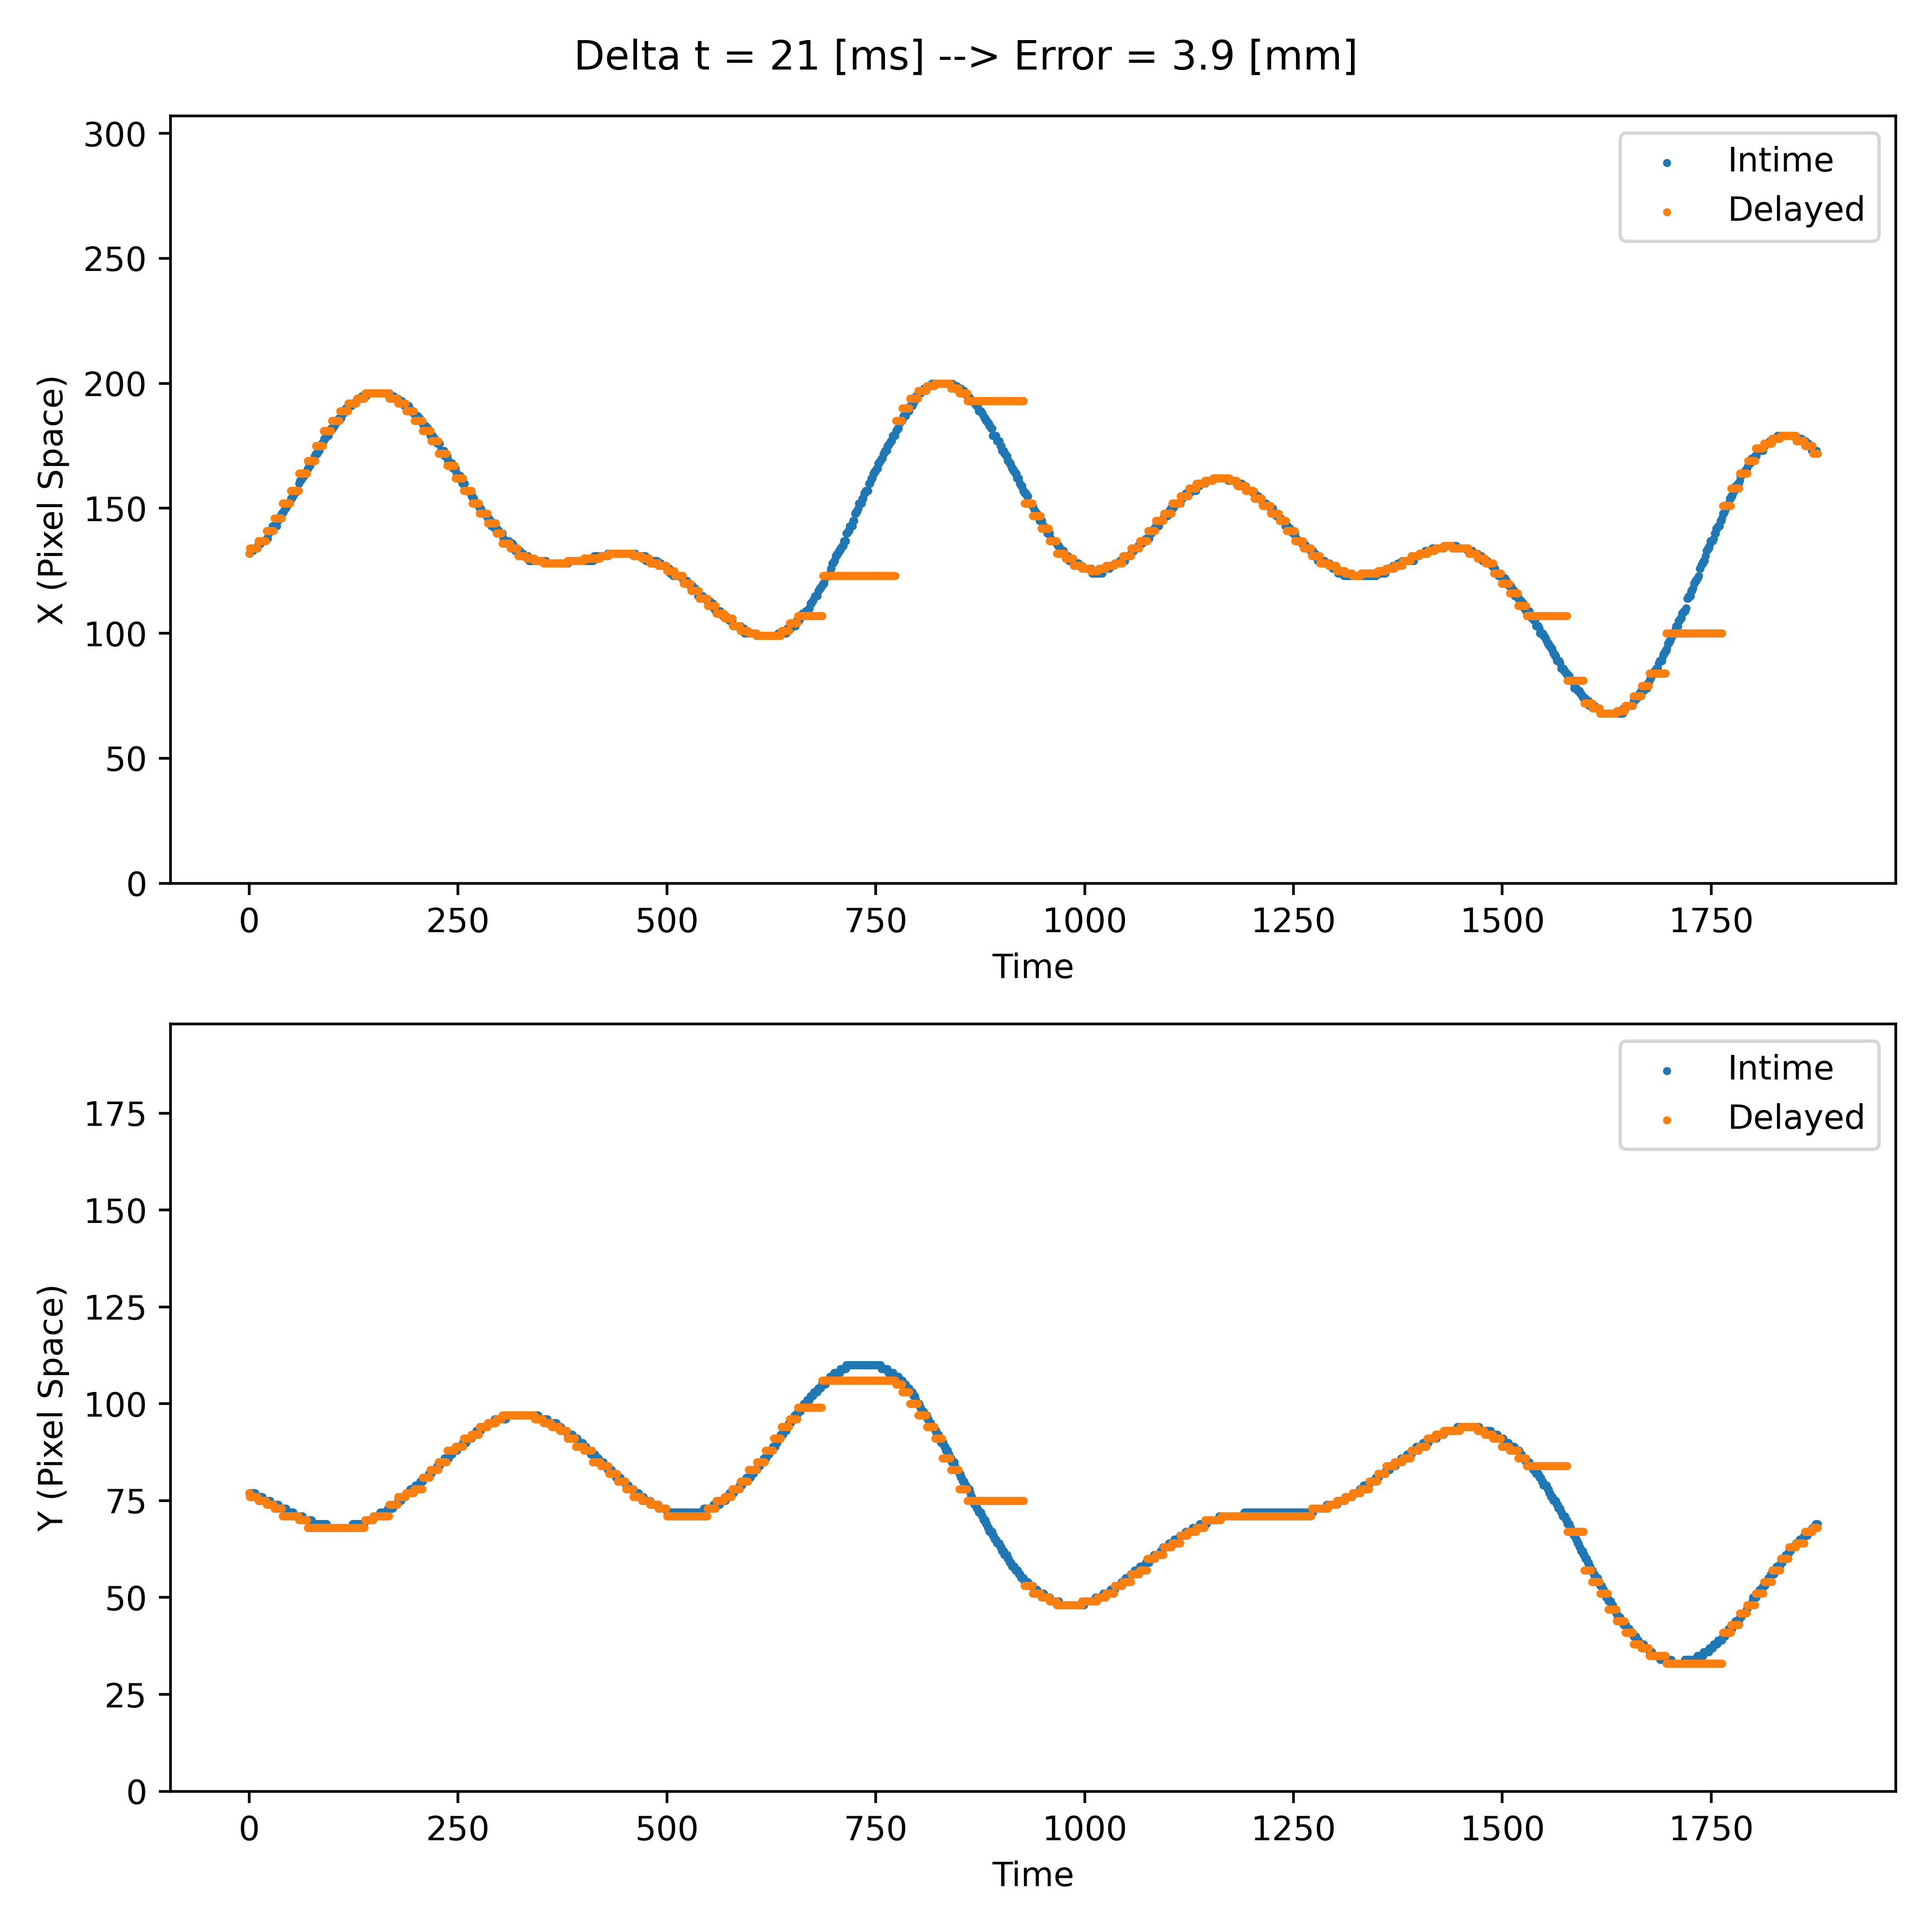 Delta t = 21 [ms] --> Error = 3.9 [mm]
300
250
200
150
100
50
0
X (Pixel Space)
Intime
Delayed
0 250 500 750 1000 1250 1500 1750
Time
175
150
125
100
75
50
25
0
Y (Pixel Space)
Intime
Delayed
0 250 500 750 1000 1250 1500 1750
Time